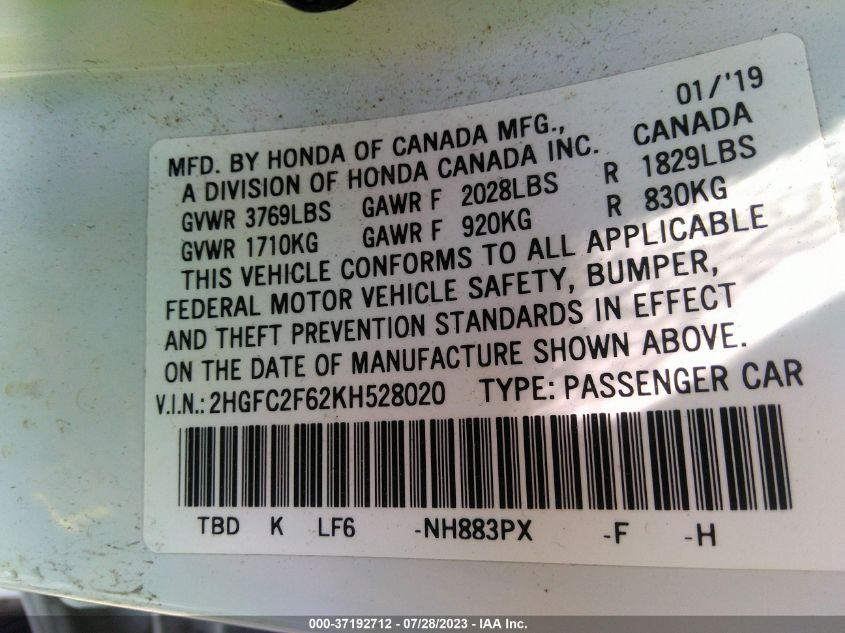 01/'19
MFD. BY HONDA OF CANADA MFG.,
A DIVISION OF HONDA CANADA INC. CANADA
GVWR 3769LBS GAWR F 2028LBS R 1829LBS
GVWR 1710KG GAWR F 920KG R 830KG
THIS VEHICLE CONFORMS TO ALL APPLICABLE
FEDERAL MOTOR VEHICLE SAFETY, BUMPER,
AND THEFT PREVENTION STANDARDS IN EFFECT
ON THE DATE OF MANUFACTURE SHOWN ABOVE.
V.I.N.: 2HGFC2F62KH528020 TYPE: PASSENGER CAR
TBD K LF6 -NH883PX -F -H
000-37192712 - 07/28/2023 - IAA Inc.